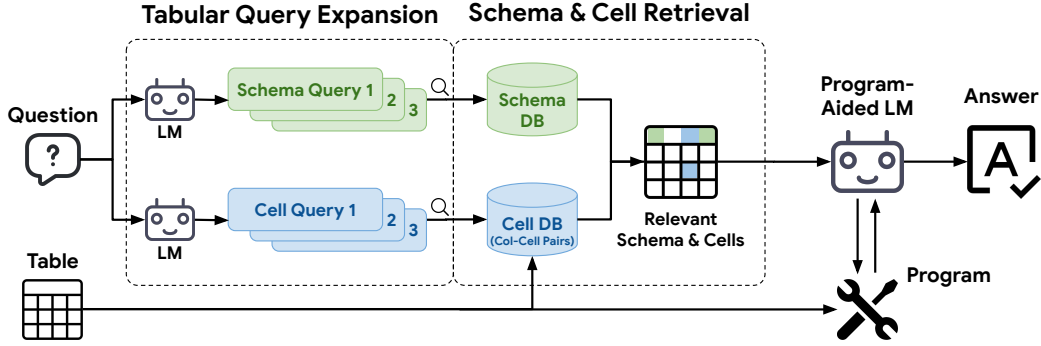 Tabular Query Expansion
Schema & Cell Retrieval
Question
?
LM
Schema Query 1
2
3
Schema
DB
LM
Cell Query 1
2
3
Cell DB
(Col-Cell Pairs)
Relevant
Schema & Cells
Program-
Aided LM
Answer
A
Table
Program